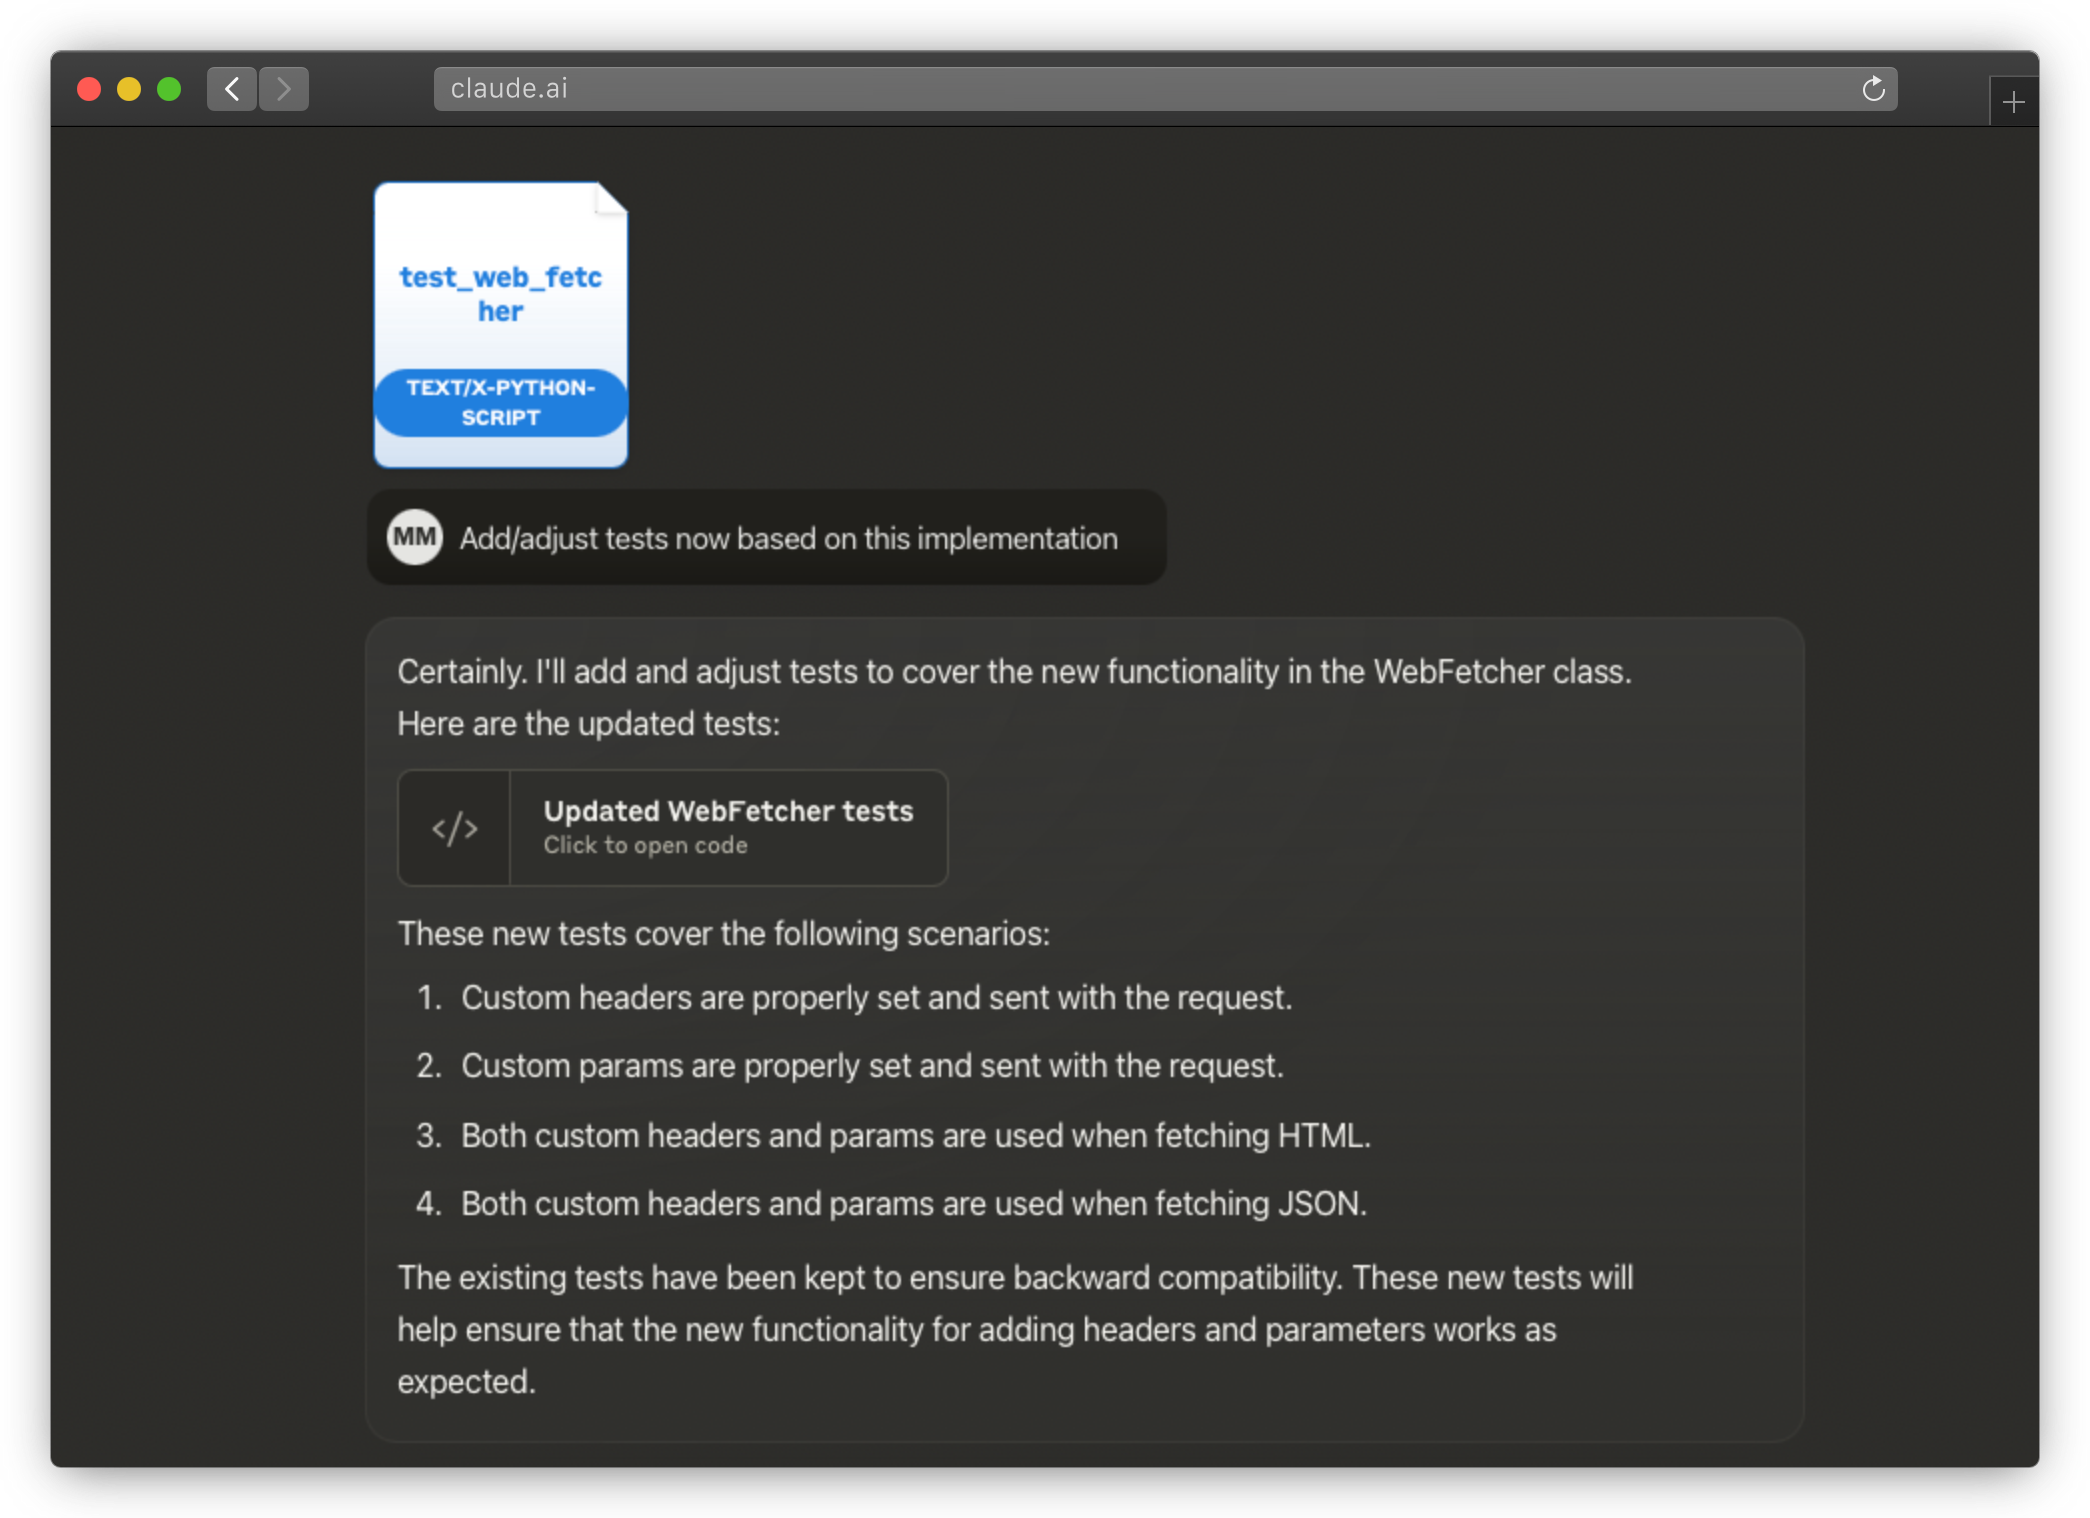 claude.ai
test_web_fetc
her
TEXT/X-PYTHON-
SCRIPT
MM Add/adjust tests now based on this implementation
Certainly. I'll add and adjust tests to cover the new functionality in the WebFetcher class.
Here are the updated tests:
</> Updated WebFetcher tests
Click to open code
These new tests cover the following scenarios:
1. Custom headers are properly set and sent with the request.
2. Custom params are properly set and sent with the request.
3. Both custom headers and params are used when fetching HTML.
4. Both custom headers and params are used when fetching JSON.
The existing tests have been kept to ensure backward compatibility. These new tests will
help ensure that the new functionality for adding headers and parameters works as
expected.